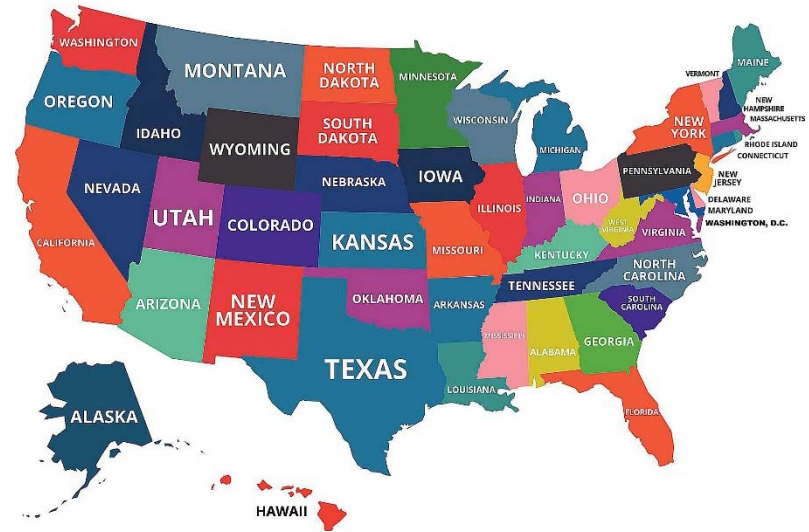 WASHINGTON
MONTANA
NORTH
DAKOTA
MINNESOTA
MAINE
VERMONT
OREGON
IDAHO
WYOMING
SOUTH
DAKOTA
WISCONSIN
MICHIGAN
NEW
YORK
NEW
HAMPSHIRE
MASSACHUSETTS
RHODE ISLAND
CONNECTICUT
NEVADA
UTAH
COLORADO
NEBRASKA
IOWA
ILLINOIS
INDIANA
OHIO
PENNSYLVANIA
NEW
JERSEY
DELAWARE
MARYLAND
WASHINGTON, D.C.
CALIFORNIA
KANSAS
MISSOURI
WEST
VIRGINIA
VIRGINIA
KENTUCKY
ARIZONA
NEW
MEXICO
OKLAHOMA
ARKANSAS
TENNESSEE
NORTH
CAROLINA
SOUTH
CAROLINA
TEXAS
LOUISIANA
MISSISSIPPI
ALABAMA
GEORGIA
FLORIDA
ALASKA
HAWAII